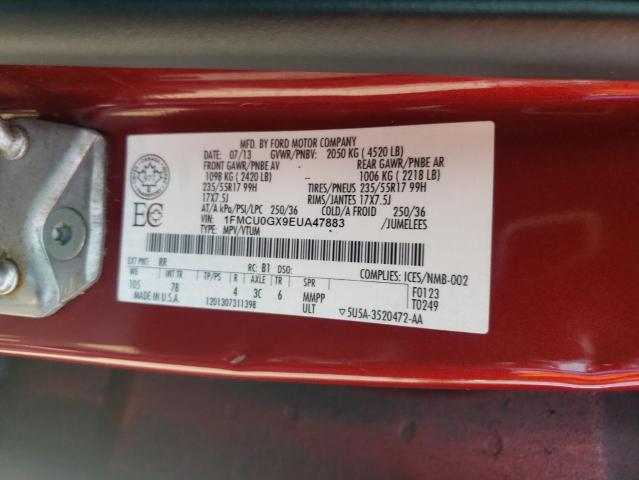 MFD. BY FORD MOTOR COMPANY
DATE: 07/13 GVWR/PNBV: 2050 KG ( 4520 LB)
FRONT GAWR/PNBE AV REAR GAWR/PNBE AR
1098 KG ( 2420 LB) 1006 KG ( 2218 LB)
235/55R17 99H TIRES/PNEUS 235/55R17 99H
17X7.5J RIMS/JANTES 17X7.5J
AT/A kPa/PSI/LPC 250/36 COLD/A FROID 250/36
VIN: 1FMCU0GX9EUA47883 /JUMELEES
TYPE: MPV/VTUM
EC
EXT PNT: RR RC: B1 DSO: COMPLIES: ICES/NMB-002
WB INT TR TP/PS R AXLE TR SPR F0123
105 7B 4 3C 6 MMPP T0249
MADE IN U.S.A. 1201307311398 ULT ▽5U5A-3520472-AA